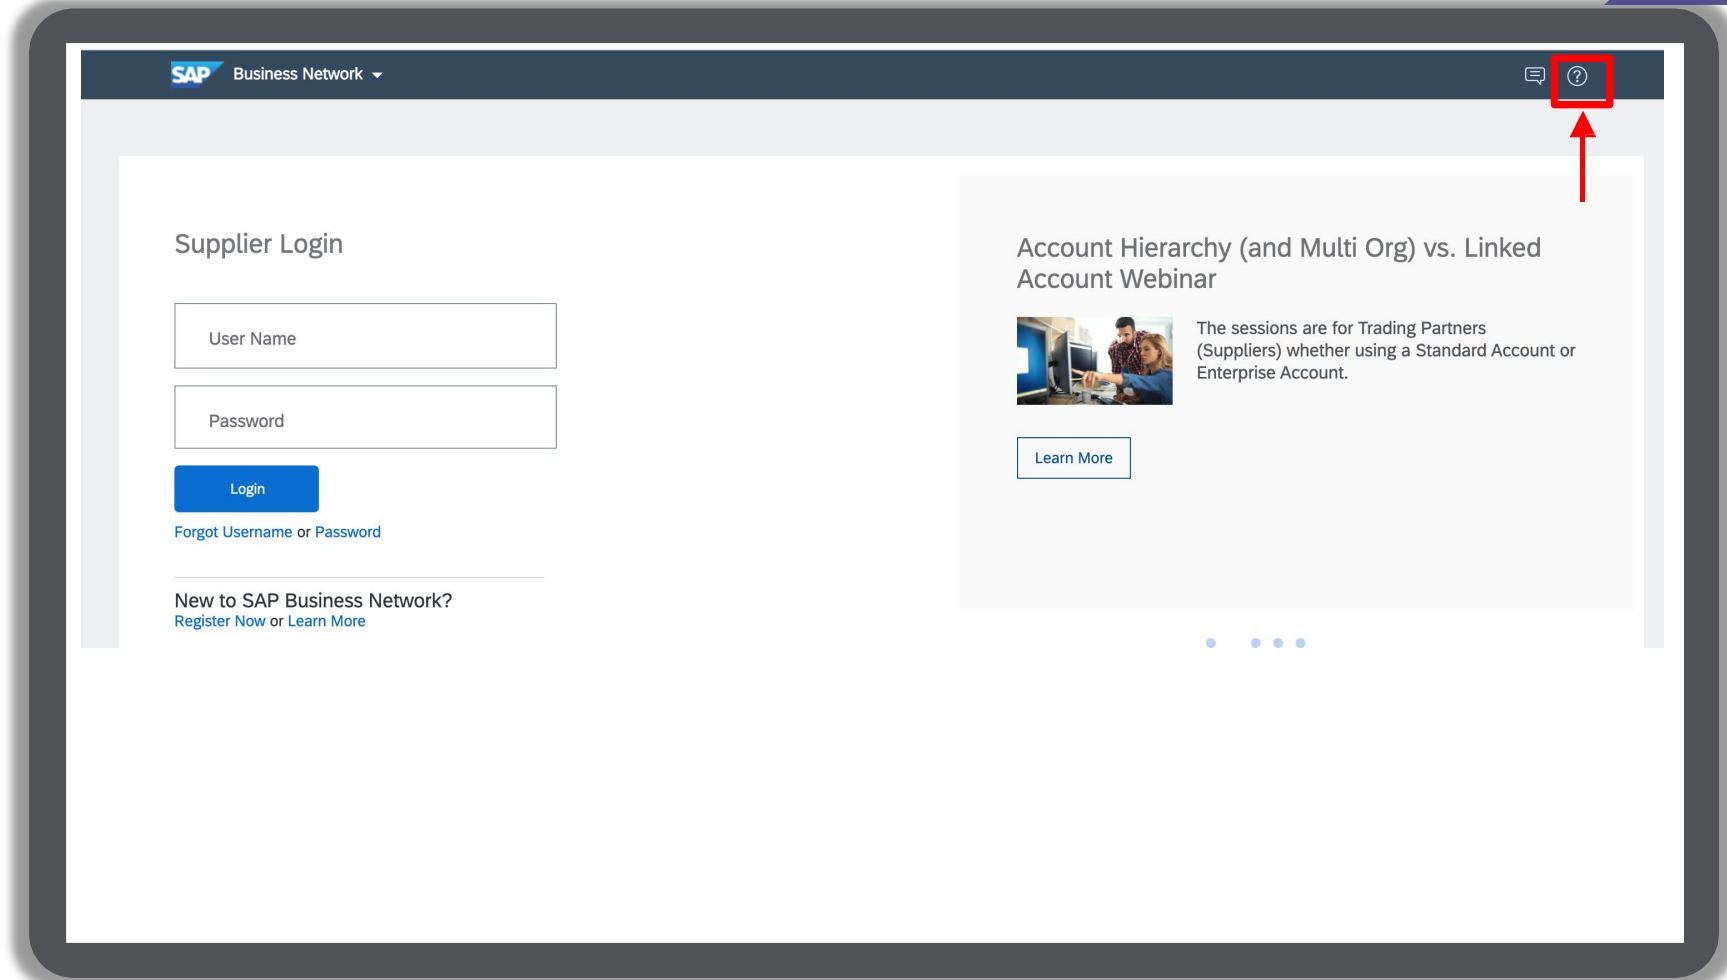 SAP Business Network
Supplier Login
User Name
Password
Login
Forgot Username or Password
New to SAP Business Network?
Register Now or Learn More
Account Hierarchy (and Multi Org) vs. Linked
Account Webinar
The sessions are for Trading Partners
(Suppliers) whether using a Standard Account or
Enterprise Account.
Learn More